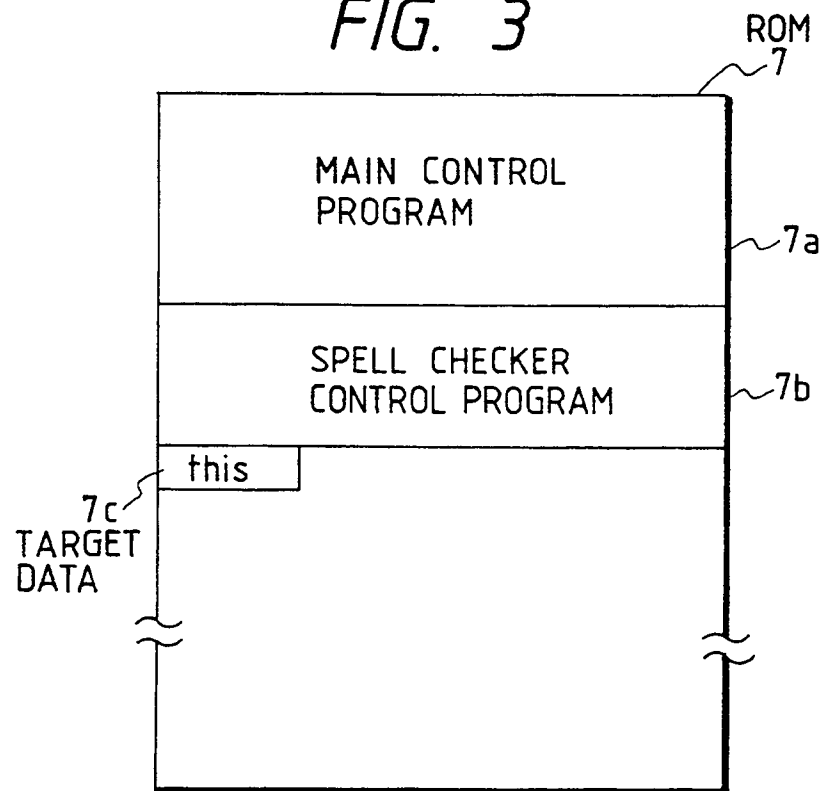 FIG. 3
ROM
7
MAIN CONTROL
PROGRAM
7a
SPELL CHECKER
CONTROL PROGRAM
7b
this
7c
TARGET
DATA